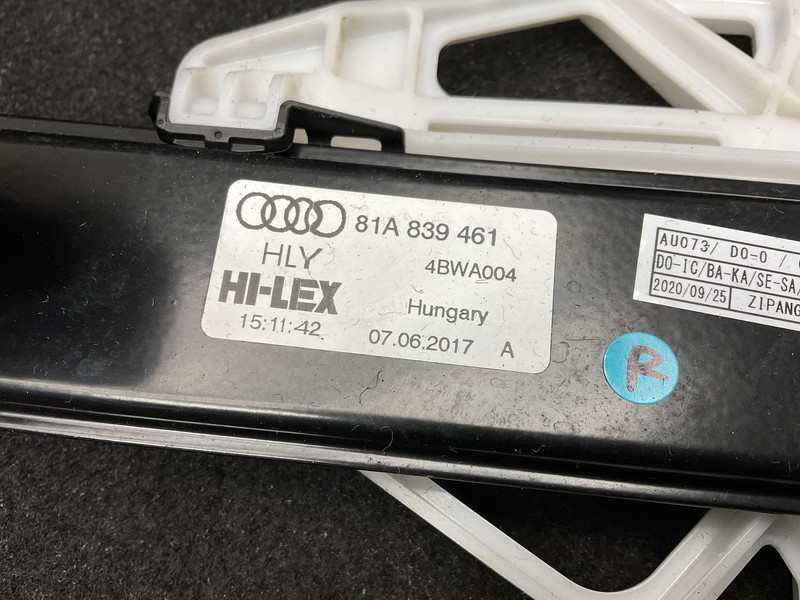 81A 839 461
HLY
4BWA004
HI-LEX
Hungary
15:11:42
07.06.2017 A
AU073/ DO-O /
DO-IC/BA-KA/SE-SA/
2020/09/25 ZIPANG
R